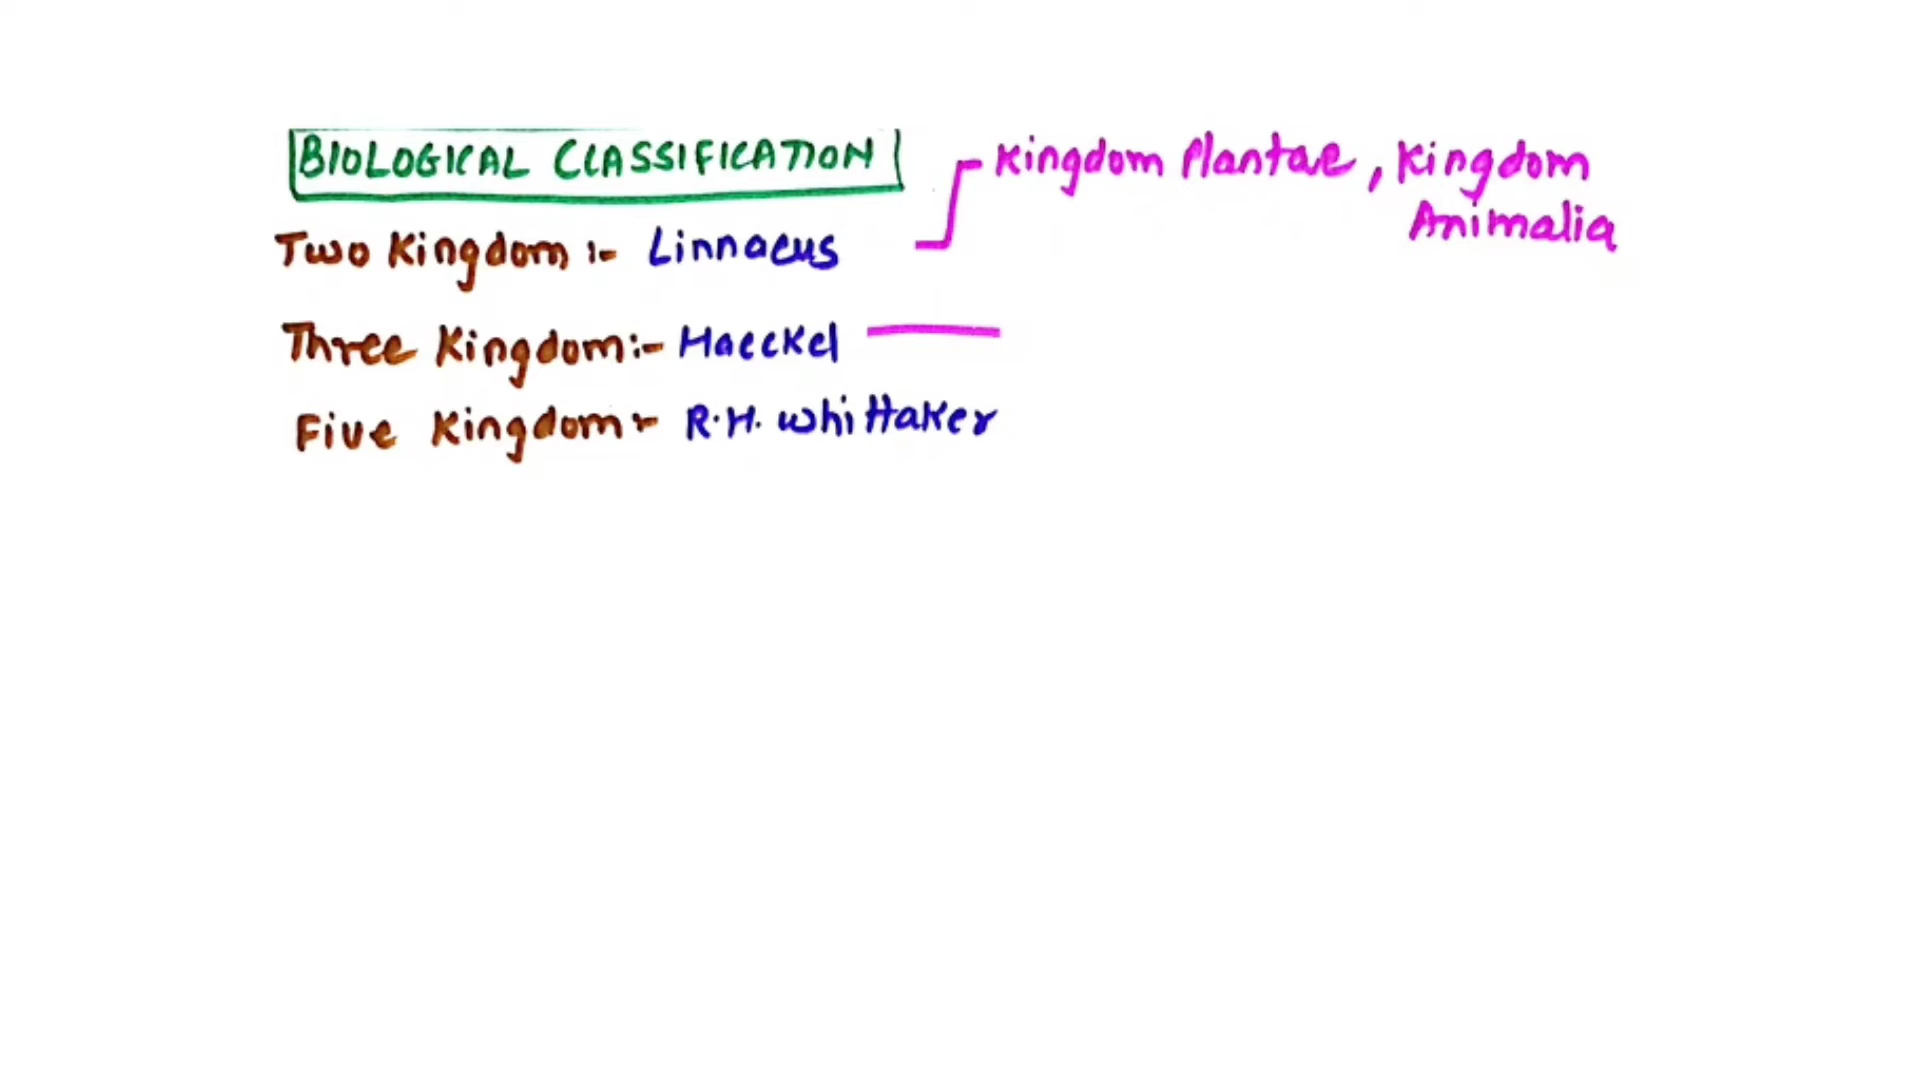 BIOLOGICAL CLASSIFICATION
Kingdom Plantae, Kingdom
Animalia
Two Kingdom :- Linnaeus
Three Kingdom:- Haeckel
Five Kingdom:- R.H. Whittaker